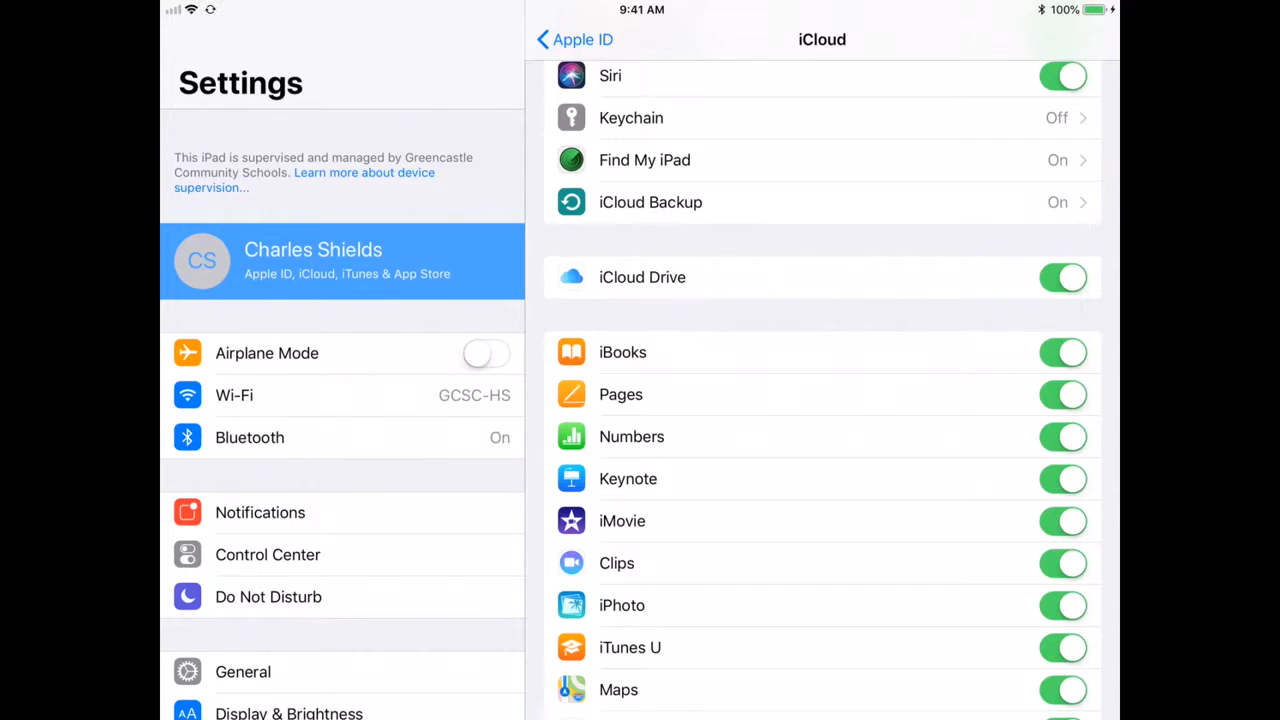 9:41 AM
100%
Settings
This iPad is supervised and managed by Greencastle
Community Schools. Learn more about device
supervision...
CS
Charles Shields
Apple ID, iCloud, iTunes & App Store
Airplane Mode
Wi-Fi GCSC-HS
Bluetooth On
Notifications
Control Center
Do Not Disturb
General
AA Display & Brightness
Apple ID
iCloud
Siri
Keychain Off
Find My iPad On
iCloud Backup On
iCloud Drive
iBooks
Pages
Numbers
Keynote
iMovie
Clips
iPhoto
iTunes U
Maps